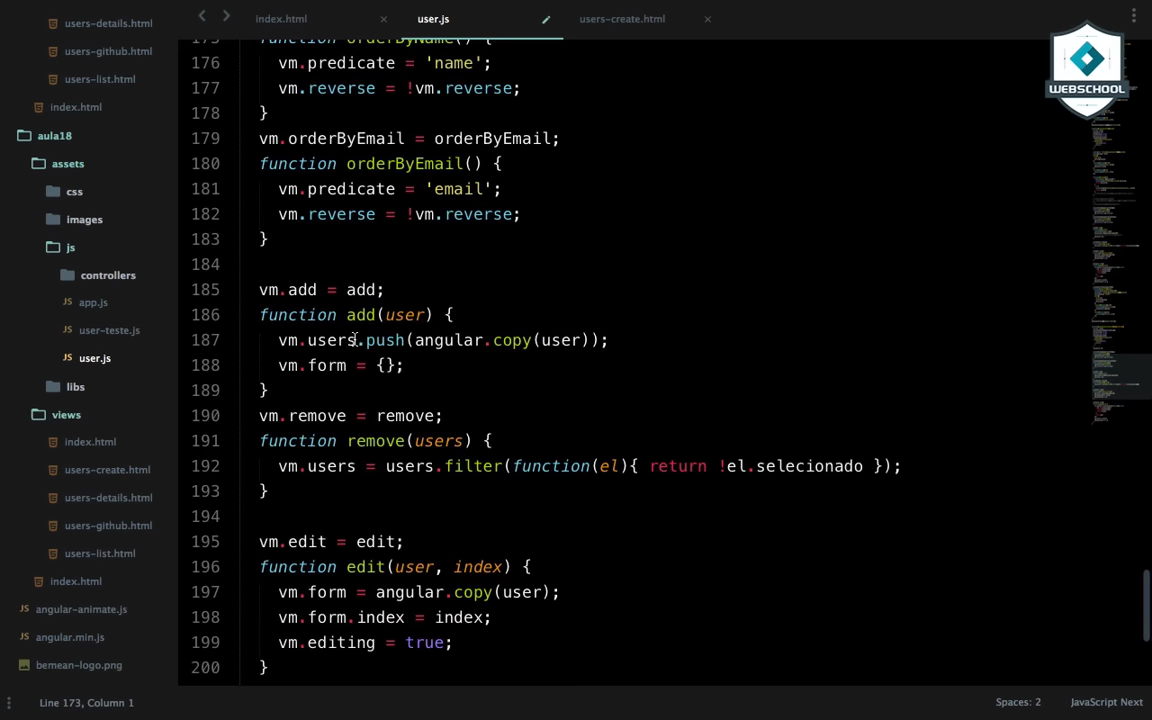 index.html
user.js
users-create.html
WEBSCHOOL
users-details.html
users-github.html
users-list.html
index.html
aula18
assets
css
images
js
controllers
JS app.js
JS user-teste.js
JS user.js
libs
views
index.html
users-create.html
users-details.html
users-github.html
users-list.html
index.html
JS angular-animate.js
JS angular.min.js
bemean-logo.png
175 function orderByName() {
176 vm.predicate = 'name';
177 vm.reverse = !vm.reverse;
178 }
179 vm.orderByEmail = orderByEmail;
180 function orderByEmail() {
181 vm.predicate = 'email';
182 vm.reverse = !vm.reverse;
183 }
184
185 vm.add = add;
186 function add(user) {
187 vm.users.push(angular.copy(user));
188 vm.form = {};
189 }
190 vm.remove = remove;
191 function remove(users) {
192 vm.users = users.filter(function(el){ return !el.selecionado });
193 }
194
195 vm.edit = edit;
196 function edit(user, index) {
197 vm.form = angular.copy(user);
198 vm.form.index = index;
199 vm.editing = true;
200 }
Line 173, Column 1
Spaces: 2
JavaScript Next